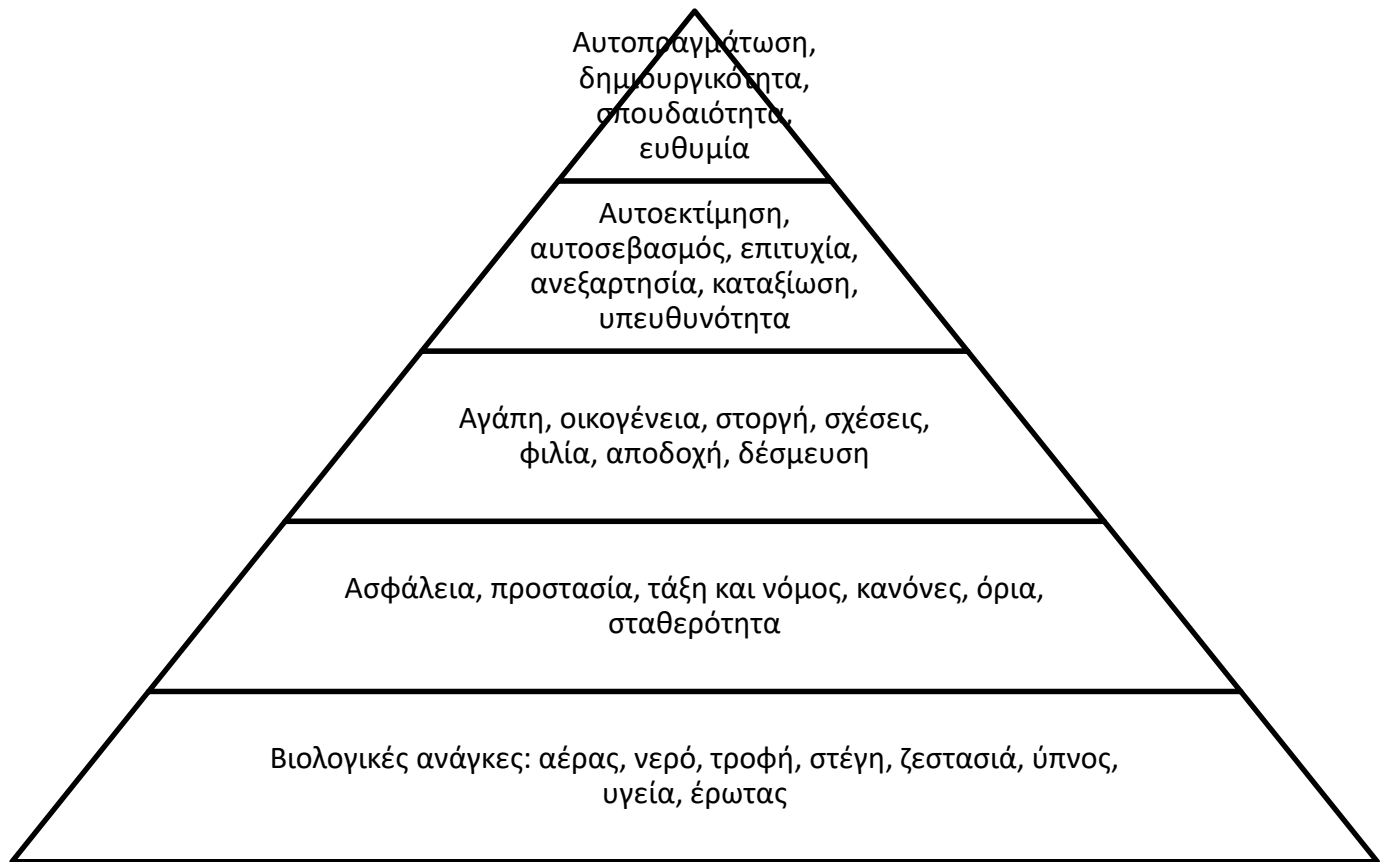 Αυτοπραγμάτωση,
δημιουργικότητα,
σπουδαιότητα,
ευθυμία
Αυτοεκτίμηση,
αυτοσεβασμός, επιτυχία,
ανεξαρτησία, καταξίωση,
υπευθυνότητα
Αγάπη, οικογένεια, στοργή, σχέσεις,
φιλία, αποδοχή, δέσμευση
Ασφάλεια, προστασία, τάξη και νόμος, κανόνες, όρια,
σταθερότητα
Βιολογικές ανάγκες: αέρας, νερό, τροφή, στέγη, ζεστασιά, ύπνος,
υγεία, έρωτας